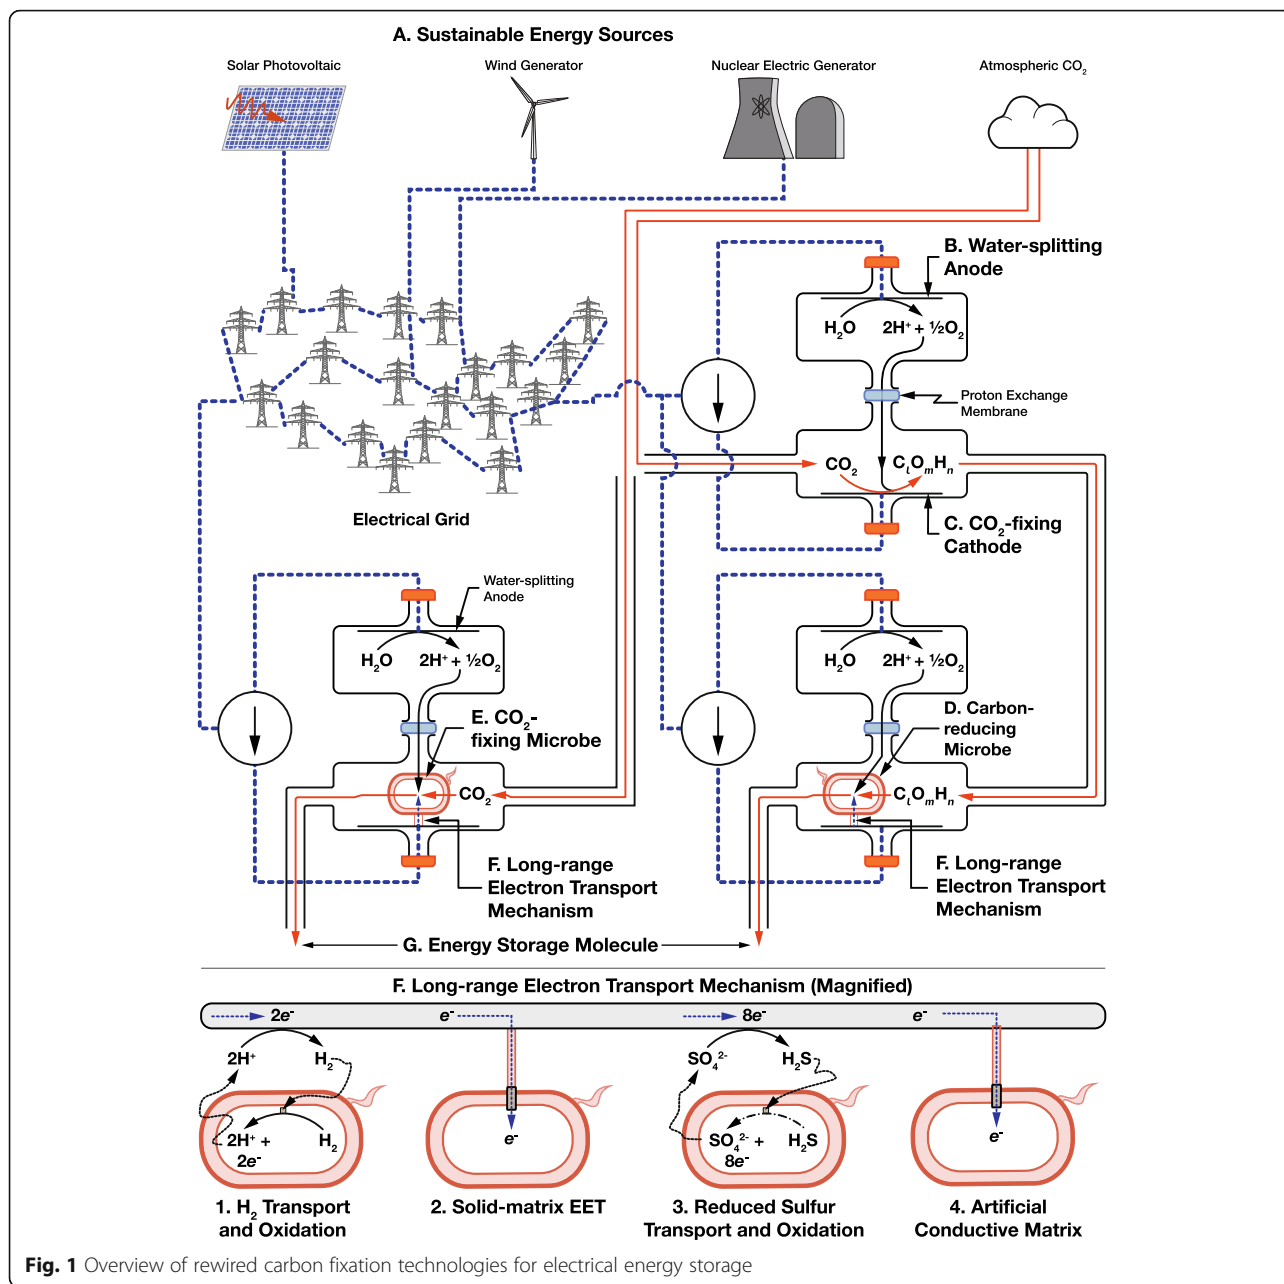 A. Sustainable Energy Sources
Solar Photovoltaic
Wind Generator
Nuclear Electric Generator
Atmospheric CO₂
B. Water-splitting
Anode
H₂O 2H⁺ + ½O₂
Proton Exchange
Membrane
CO₂ CₗOₘHₙ
C. CO₂-fixing
Cathode
Electrical Grid
Water-splitting
Anode
H₂O 2H⁺ + ½O₂
E. CO₂-
fixing Microbe
CO₂
F. Long-range
Electron Transport
Mechanism
H₂O 2H⁺ + ½O₂
D. Carbon-
reducing
Microbe
CₗOₘHₙ
F. Long-range
Electron Transport
Mechanism
G. Energy Storage Molecule
F. Long-range Electron Transport Mechanism (Magnified)
2e⁻
2H⁺ H₂
2H⁺ + H₂
2e⁻
1. H₂ Transport
and Oxidation
e⁻
e⁻
2. Solid-matrix EET
8e⁻
SO₄²⁻ H₂S
SO₄²⁻ + H₂S
8e⁻
3. Reduced Sulfur
Transport and Oxidation
e⁻
e⁻
4. Artificial
Conductive Matrix
Fig. 1 Overview of rewired carbon fixation technologies for electrical energy storage